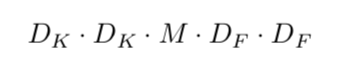 D_K · D_K · M · D_F · D_F